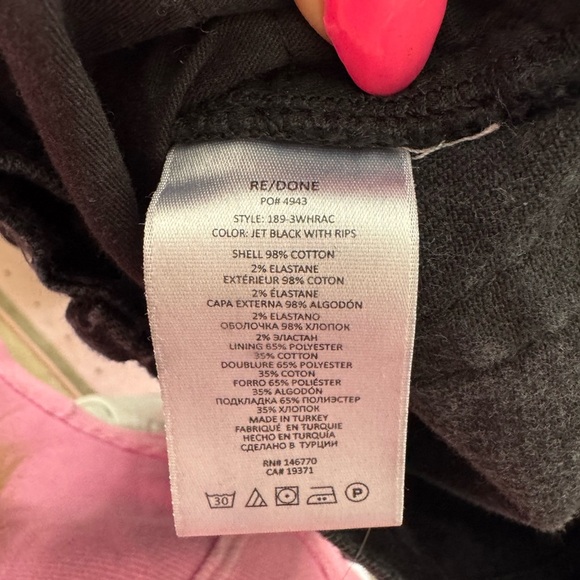 RE/DONE
PO# 4943
STYLE: 189-3WHRAC
COLOR: JET BLACK WITH RIPS
SHELL 98% COTTON
2% ELASTANE
EXTÉRIEUR 98% COTON
2% ÉLASTANE
CAPA EXTERNA 98% ALGODÓN
2% ELASTANO
ОБОЛОЧКА 98% ХЛОПОК
2% ЭЛАСТАН
LINING 65% POLYESTER
35% COTTON
DOUBLURE 65% POLYESTER
35% COTON
FORRO 65% POLIÉSTER
35% ALGODÓN
ПОДКЛАДКА 65% ПОЛИЭСТЕР
35% ХЛОПОК
MADE IN TURKEY
FABRIQUÉ EN TURQUIE
HECHO EN TURQUÍA
СДЕЛАНО В ТУРЦИИ
RN# 146770
CA# 19371
30 P